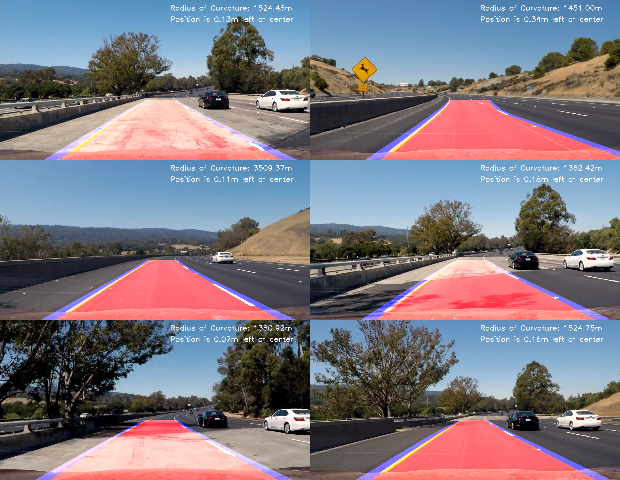 Radius of Curvature: 1524.43m
Position is 0.13m left of center
Radius of Curvature: 1451.00m
Position is 0.34m left of center
Radius of Curvature: 3509.37m
Position is 0.11m left of center
Radius of Curvature: 1352.42m
Position is 0.16m left of center
Radius of Curvature: 1330.92m
Position is 0.07m left of center
Radius of Curvature: 1524.75m
Position is 0.16m left of center